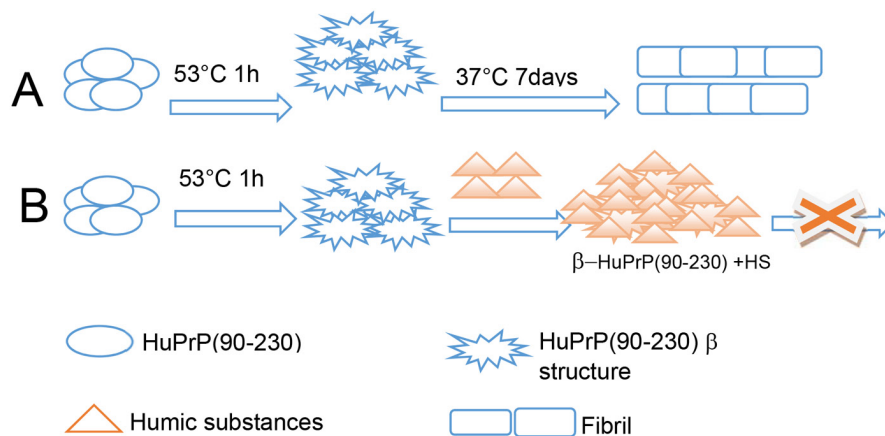 A
53°C 1h
37°C 7days
B
53°C 1h
β–HuPrP(90-230) +HS
HuPrP(90-230)
HuPrP(90-230) β
structure
Humic substances
Fibril